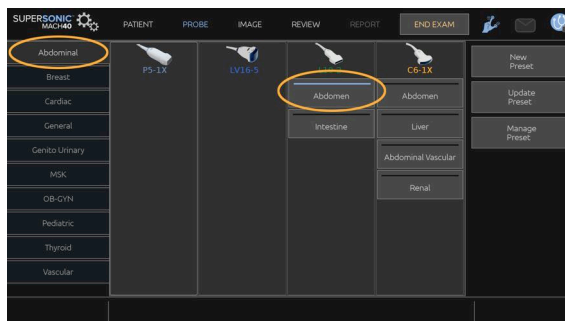 SUPERSONIC
MACH40
PATIENT
PROBE
IMAGE
REVIEW
REPORT
END EXAM
Abdominal
Breast
Cardiac
General
Genito Urinary
MSK
OB-GYN
Pediatric
Thyroid
Vascular
P5-1X
LV16-5
C6-1X
Abdomen
Intestine
Abdomen
Liver
Abdominal Vascular
Renal
New
Preset
Update
Preset
Manage
Preset